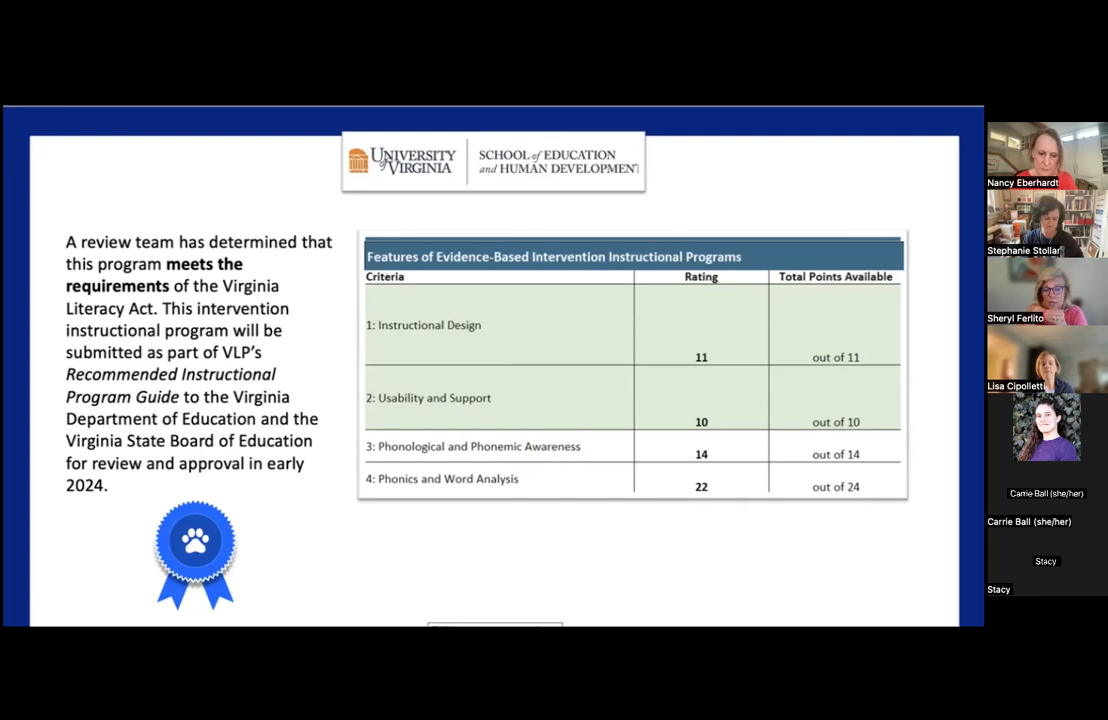 UNIVERSITY
of VIRGINIA
SCHOOL of EDUCATION
and HUMAN DEVELOPMENT
A review team has determined that
this program meets the
requirements of the Virginia
Literacy Act. This intervention
instructional program will be
submitted as part of VLP’s
Recommended Instructional
Program Guide to the Virginia
Department of Education and the
Virginia State Board of Education
for review and approval in early
2024.
Features of Evidence-Based Intervention Instructional Programs
Criteria Rating Total Points Available
1: Instructional Design 11 out of 11
2: Usability and Support 10 out of 10
3: Phonological and Phonemic Awareness 14 out of 14
4: Phonics and Word Analysis 22 out of 24
Nancy Eberhardt
Stephanie Stollar
Sheryl Ferlito
Lisa Cipolletti
Carrie Ball (she/her)
Carrie Ball (she/her)
Stacy
Stacy